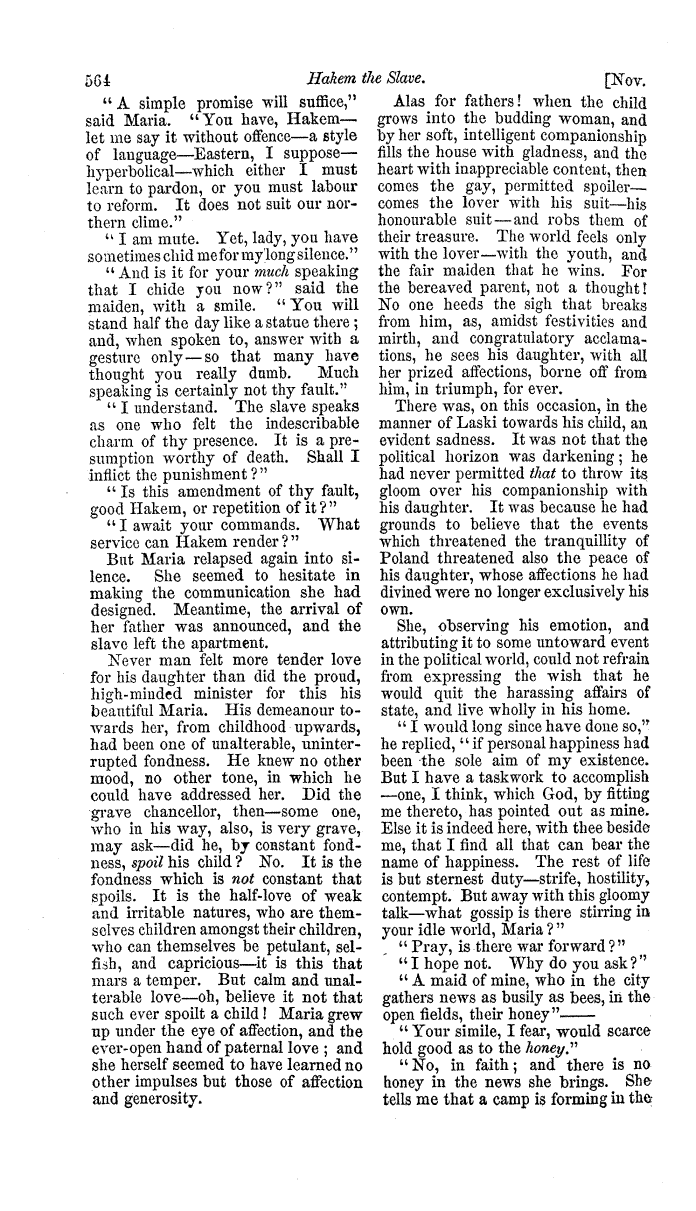 564 Hakem the Slave. [Nov.
“ A simple promise will suffice,”
said Maria. “You have, Hakem—
let me say it without offence—a style
of language—Eastern, I suppose—
hyperbolical—which either I must
learn to pardon, or you must labour
to reform. It does not suit our nor-
thern clime.”
“ I am mute. Yet, lady, you have
sometimes chid me for my long silence.”
“And is it for your much speaking
that I chide you now?” said the
maiden, with a smile. “ You will
stand half the day like a statue there ;
and, when spoken to, answer with a
gesture only—so that many have
thought you really dumb. Much
speaking is certainly not thy fault.”
“ I understand. The slave speaks
as one who felt the indescribable
charm of thy presence. It is a pre-
sumption worthy of death. Shall I
inflict the punishment ?”
“ Is this amendment of thy fault,
good Hakem, or repetition of it ?”
“I await your commands. What
service can Hakem render ?”
But Maria relapsed again into si-
lence. She seemed to hesitate in
making the communication she had
designed. Meantime, the arrival of
her father was announced, and the
slave left the apartment.
Never man felt more tender love
for his daughter than did the proud,
high-minded minister for this his
beautiful Maria. His demeanour to-
wards her, from childhood upwards,
had been one of unalterable, uninter-
rupted fondness. He knew no other
mood, no other tone, in which he
could have addressed her. Did the
grave chancellor, then—some one,
who in his way, also, is very grave,
may ask—did he, by constant fond-
ness, spoil his child ? No. It is the
fondness which is not constant that
spoils. It is the half-love of weak
and irritable natures, who are them-
selves children amongst their children,
who can themselves be petulant, sel-
fish, and capricious—it is this that
mars a temper. But calm and unal-
terable love—oh, believe it not that
such ever spoilt a child ! Maria grew
up under the eye of affection, and the
ever-open hand of paternal love ; and
she herself seemed to have learned no
other impulses but those of affection
and generosity.
Alas for fathers! when the child
grows into the budding woman, and
by her soft, intelligent companionship
fills the house with gladness, and the
heart with inappreciable content, then
comes the gay, permitted spoiler—
comes the lover with his suit—his
honourable suit—and robs them of
their treasure. The world feels only
with the lover—with the youth, and
the fair maiden that he wins. For
the bereaved parent, not a thought!
No one heeds the sigh that breaks
from him, as, amidst festivities and
mirth, and congratulatory acclama-
tions, he sees his daughter, with all
her prized affections, borne off from
him, in triumph, for ever.
There was, on this occasion, in the
manner of Laski towards his child, an
evident sadness. It was not that the
political horizon was darkening ; he
had never permitted that to throw its
gloom over his companionship with
his daughter. It was because he had
grounds to believe that the events
which threatened the tranquillity of
Poland threatened also the peace of
his daughter, whose affections he had
divined were no longer exclusively his
own.
She, observing his emotion, and
attributing it to some untoward event
in the political world, could not refrain
from expressing the wish that he
would quit the harassing affairs of
state, and live wholly in his home.
“ I would long since have done so,”
he replied, “ if personal happiness had
been the sole aim of my existence.
But I have a taskwork to accomplish
—one, I think, which God, by fitting
me thereto, has pointed out as mine.
Else it is indeed here, with thee beside
me, that I find all that can bear the
name of happiness. The rest of life
is but sternest duty—strife, hostility,
contempt. But away with this gloomy
talk—what gossip is there stirring in
your idle world, Maria ?”
“ Pray, is there war forward ?”
“ I hope not. Why do you ask ?”
“ A maid of mine, who in the city
gathers news as busily as bees, in the
open fields, their honey”——
“ Your simile, I fear, would scarce
hold good as to the honey.”
“ No, in faith ; and there is no
honey in the news she brings. She
tells me that a camp is forming in the